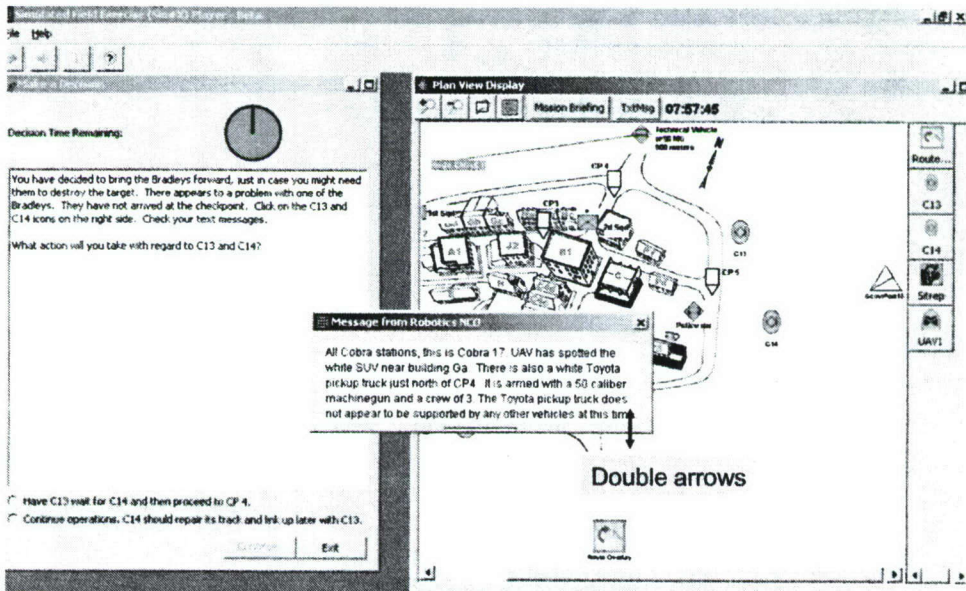 Help
Decision Time Remaining:
You have decided to bring the Bradleys forward, just in case you might need
them to destroy the target. There appears to a problem with one of the
Bradleys. They have not arrived at the checkpoint. Click on the C13 and
C14 icons on the right side. Check your text messages.
What action will you take with regard to C13 and C14?
Have C13 wait for C14 and then proceed to CP 4.
Continue operations. C14 should repair its track and link up later with C13.
Continue
Exit
Plan View Display
Mission Briefing
TxtMsg
07:57:45
Technical Vehicle
900 meters
N
CP 4
CP3
A1
J2
B1
C13
CP 5
C14
Route...
C13
C14
Sitrep
UAV1
Message from Robotics NCO
All Cobra stations, this is Cobra 17. UAV has spotted the
white SUV near building Ga. There is also a white Toyota
pickup truck just north of CP4. It is armed with a 50 caliber
machinegun and a crew of 3. The Toyota pickup truck does
not appear to be supported by any other vehicles at this time
Double arrows
Route Overlay